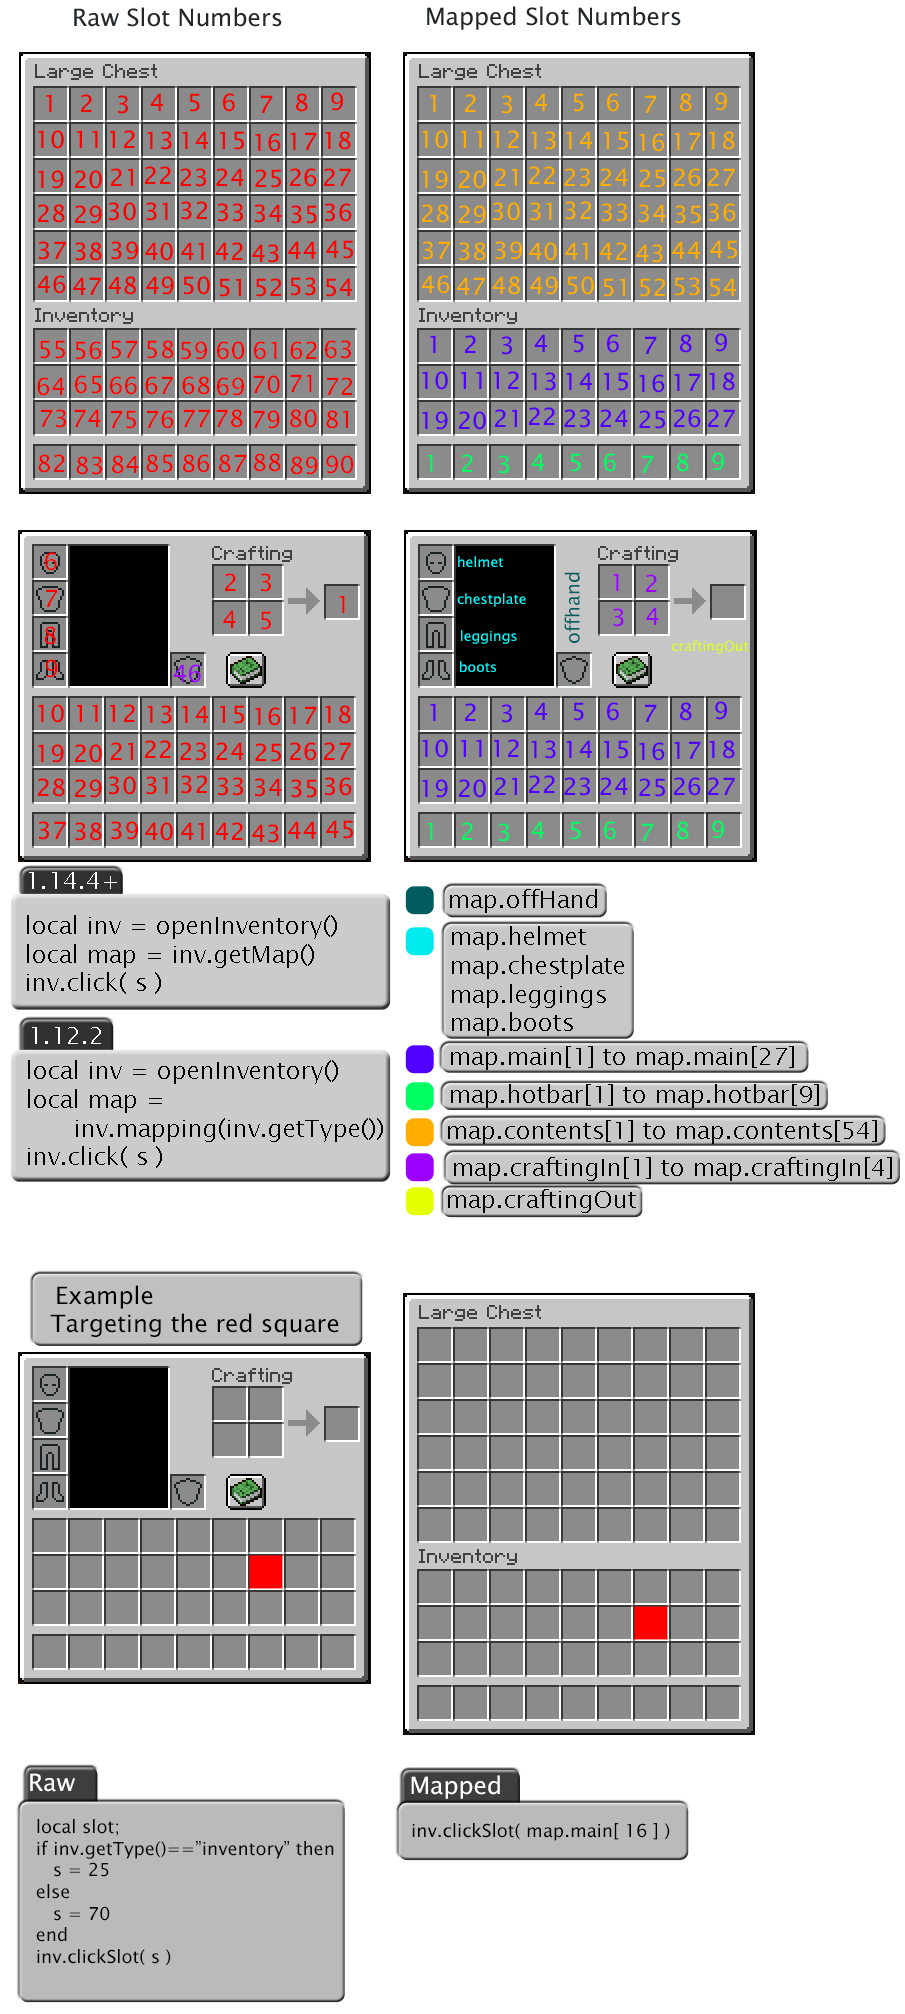 Raw Slot Numbers
Mapped Slot Numbers
Large Chest
1 2 3 4 5 6 7 8 9
10 11 12 13 14 15 16 17 18
19 20 21 22 23 24 25 26 27
28 29 30 31 32 33 34 35 36
37 38 39 40 41 42 43 44 45
46 47 48 49 50 51 52 53 54
Inventory
55 56 57 58 59 60 61 62 63
64 65 66 67 68 69 70 71 72
73 74 75 76 77 78 79 80 81
82 83 84 85 86 87 88 89 90
Large Chest
1 2 3 4 5 6 7 8 9
10 11 12 13 14 15 16 17 18
19 20 21 22 23 24 25 26 27
28 29 30 31 32 33 34 35 36
37 38 39 40 41 42 43 44 45
46 47 48 49 50 51 52 53 54
Inventory
1 2 3 4 5 6 7 8 9
10 11 12 13 14 15 16 17 18
19 20 21 22 23 24 25 26 27
1 2 3 4 5 6 7 8 9
Crafting
6
2 3
7
1
4 5
8
9
46
10 11 12 13 14 15 16 17 18
19 20 21 22 23 24 25 26 27
28 29 30 31 32 33 34 35 36
37 38 39 40 41 42 43 44 45
Crafting
helmet
1 2
chestplate
offhand
3 4
leggings
craftingOut
boots
1 2 3 4 5 6 7 8 9
10 11 12 13 14 15 16 17 18
19 20 21 22 23 24 25 26 27
1 2 3 4 5 6 7 8 9
1.14.4+
local inv = openInventory()
local map = inv.getMap()
inv.click( s )
1.12.2
local inv = openInventory()
local map =
inv.mapping(inv.getType())
inv.click( s )
map.offHand
map.helmet
map.chestplate
map.leggings
map.boots
map.main[1] to map.main[27]
map.hotbar[1] to map.hotbar[9]
map.contents[1] to map.contents[54]
map.craftingIn[1] to map.craftingIn[4]
map.craftingOut
Example
Targeting the red square
Crafting
Large Chest
Inventory
Raw
local slot;
if inv.getType()=="inventory" then
s = 25
else
s = 70
end
inv.clickSlot( s )
Mapped
inv.clickSlot( map.main[ 16 ] )